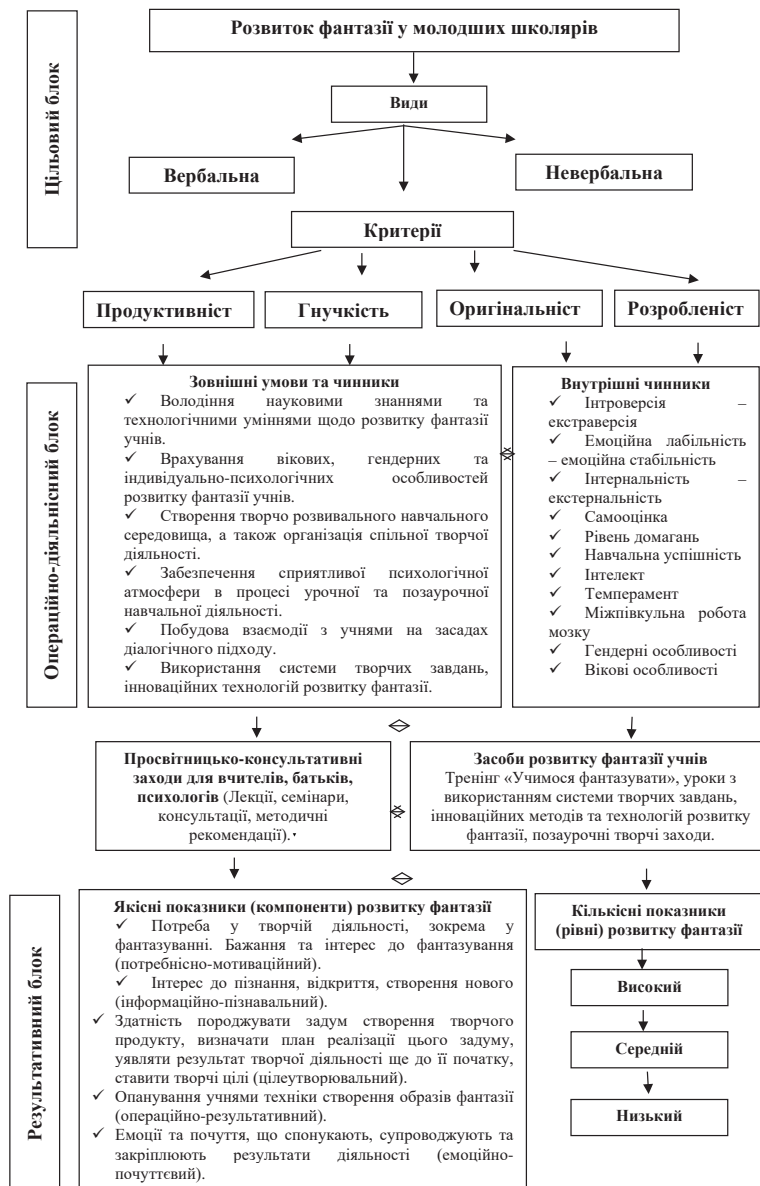 Цільовий блок
Розвиток фантазії у молодших школярів
Види
Вербальна
Невербальна
Критерії
Продуктивніст
Гнучкість
Оригінальніст
Розробленіст
Операційно-діяльнісний блок
Зовнішні умови та чинники
✓ Володіння науковими знаннями та
технологічними уміннями щодо розвитку фантазії
учнів.
✓ Врахування вікових, гендерних та
індивідуально-психологічних особливостей
розвитку фантазії учнів.
✓ Створення творчо розвивального навчального
середовища, а також організація спільної творчої
діяльності.
✓ Забезпечення сприятливої психологічної
атмосфери в процесі урочної та позаурочної
навчальної діяльності.
✓ Побудова взаємодії з учнями на засадах
діалогічного підходу.
✓ Використання системи творчих завдань,
інноваційних технологій розвитку фантазії.
Внутрішні чинники
✓ Інтроверсія –
екстраверсія
✓ Емоційна лабільність
– емоційна стабільність
✓ Інтернальність –
екстернальність
✓ Самооцінка
✓ Рівень домагань
✓ Навчальна успішність
✓ Інтелект
✓ Темперамент
✓ Міжпівкульна робота
мозку
✓ Гендерні особливості
✓ Вікові особливості
Просвітницько-консультативні
заходи для вчителів, батьків,
психологів (Лекції, семінари,
консультації, методичні
рекомендації).
Засоби розвитку фантазії учнів
Тренінг «Учимося фантазувати», уроки з
використанням системи творчих завдань,
інноваційних методів та технологій розвитку
фантазії, позаурочні творчі заходи.
Результативний блок
Якісні показники (компоненти) розвитку фантазії
✓ Потреба у творчій діяльності, зокрема у
фантазуванні. Бажання та інтерес до фантазування
(потребнісно-мотиваційний).
✓ Інтерес до пізнання, відкриття, створення нового
(інформаційно-пізнавальний).
✓ Здатність породжувати задум створення творчого
продукту, визначати план реалізації цього задуму,
уявляти результат творчої діяльності ще до її початку,
ставити творчі цілі (цілеутворювальний).
✓ Опанування учнями техніки створення образів фантазії
(операційно-результативний).
✓ Емоції та почуття, що спонукають, супроводжують та
закріплюють результати діяльності (емоційно-
почуттєвий).
Кількісні показники
(рівні) розвитку фантазії
Високий
Середній
Низький